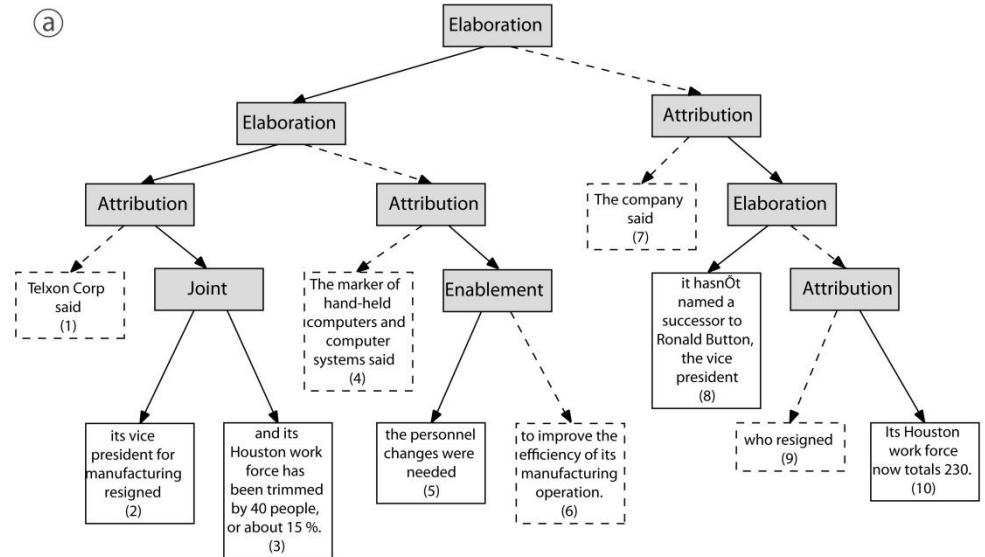 a
Elaboration
Elaboration
Attribution
Attribution
Attribution
The company
said
(7)
Elaboration
Telxon Corp
said
(1)
Joint
The marker of
hand-held
computers and
computer
systems said
(4)
Enablement
it hasnÕt
named a
successor to
Ronald Button,
the vice
president
(8)
Attribution
its vice
president for
manufacturing
resigned
(2)
and its
Houston work
force has
been trimmed
by 40 people,
or about 15 %.
(3)
the personnel
changes were
needed
(5)
to improve the
efficiency of its
manufacturing
operation.
(6)
who resigned
(9)
Its Houston
work force
now totals 230.
(10)